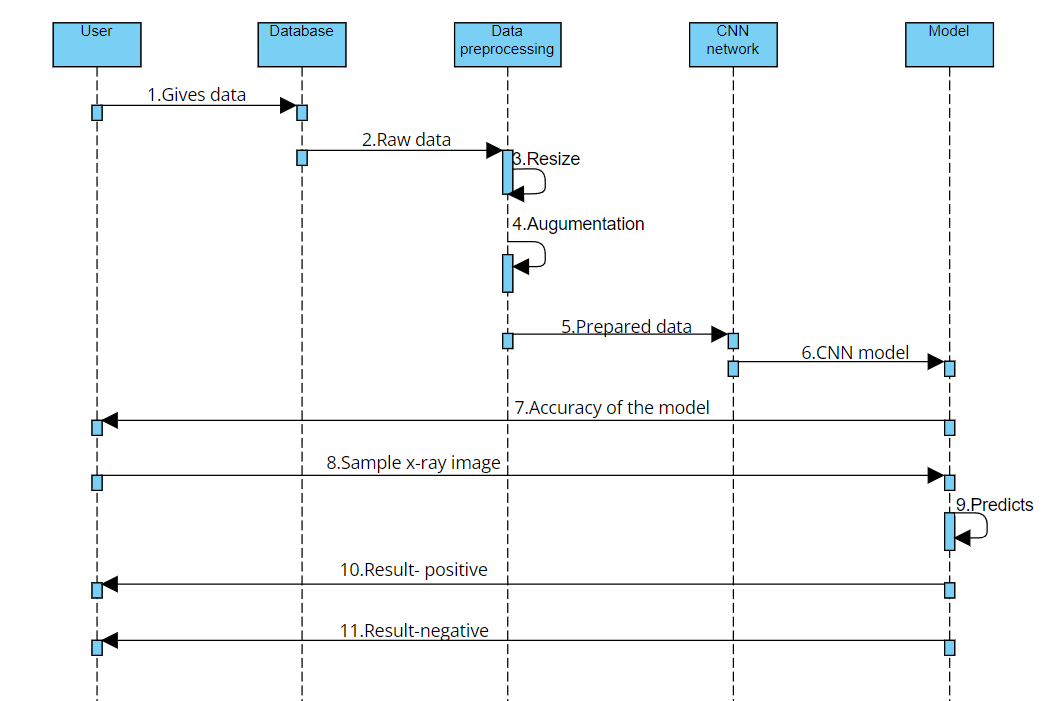 User
Database
Data
preprocessing
CNN
network
Model
1.Gives data
2.Raw data
3.Resize
4.Augumentation
5.Prepared data
6.CNN model
7.Accuracy of the model
8.Sample x-ray image
9.Predicts
10.Result- positive
11.Result-negative